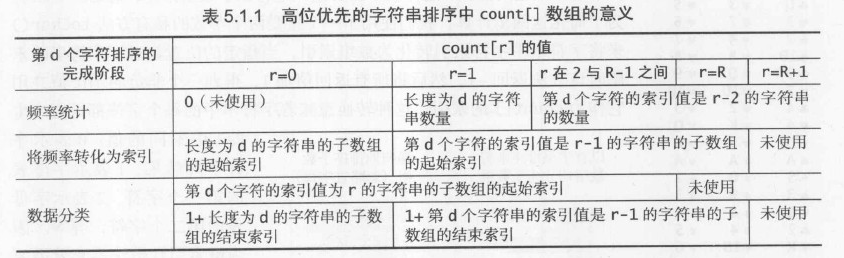 表 5.1.1 高位优先的字符串排序中 count[] 数组的意义
第 d 个字符排序的
完成阶段
count[r] 的值
r=0
r=1
r 在 2 与 R-1 之间
r=R
r=R+1
频率统计
0（未使用）
长度为 d 的字符
串数量
第 d 个字符的索引值是 r-2 的字符串
的数量
将频率转化为索引
长度为 d 的字符串的子数组
的起始索引
第 d 个字符的索引值是 r-1 的字符串的子数组
的起始索引
未使用
数据分类
第 d 个字符的索引值为 r 的字符串的子数组的起始索引
未使用
1+ 长度为 d 的字符串的子数
组的结束索引
1+ 第 d 个字符串的索引值是 r-1 的字符串的子
数组的结束索引
未使用